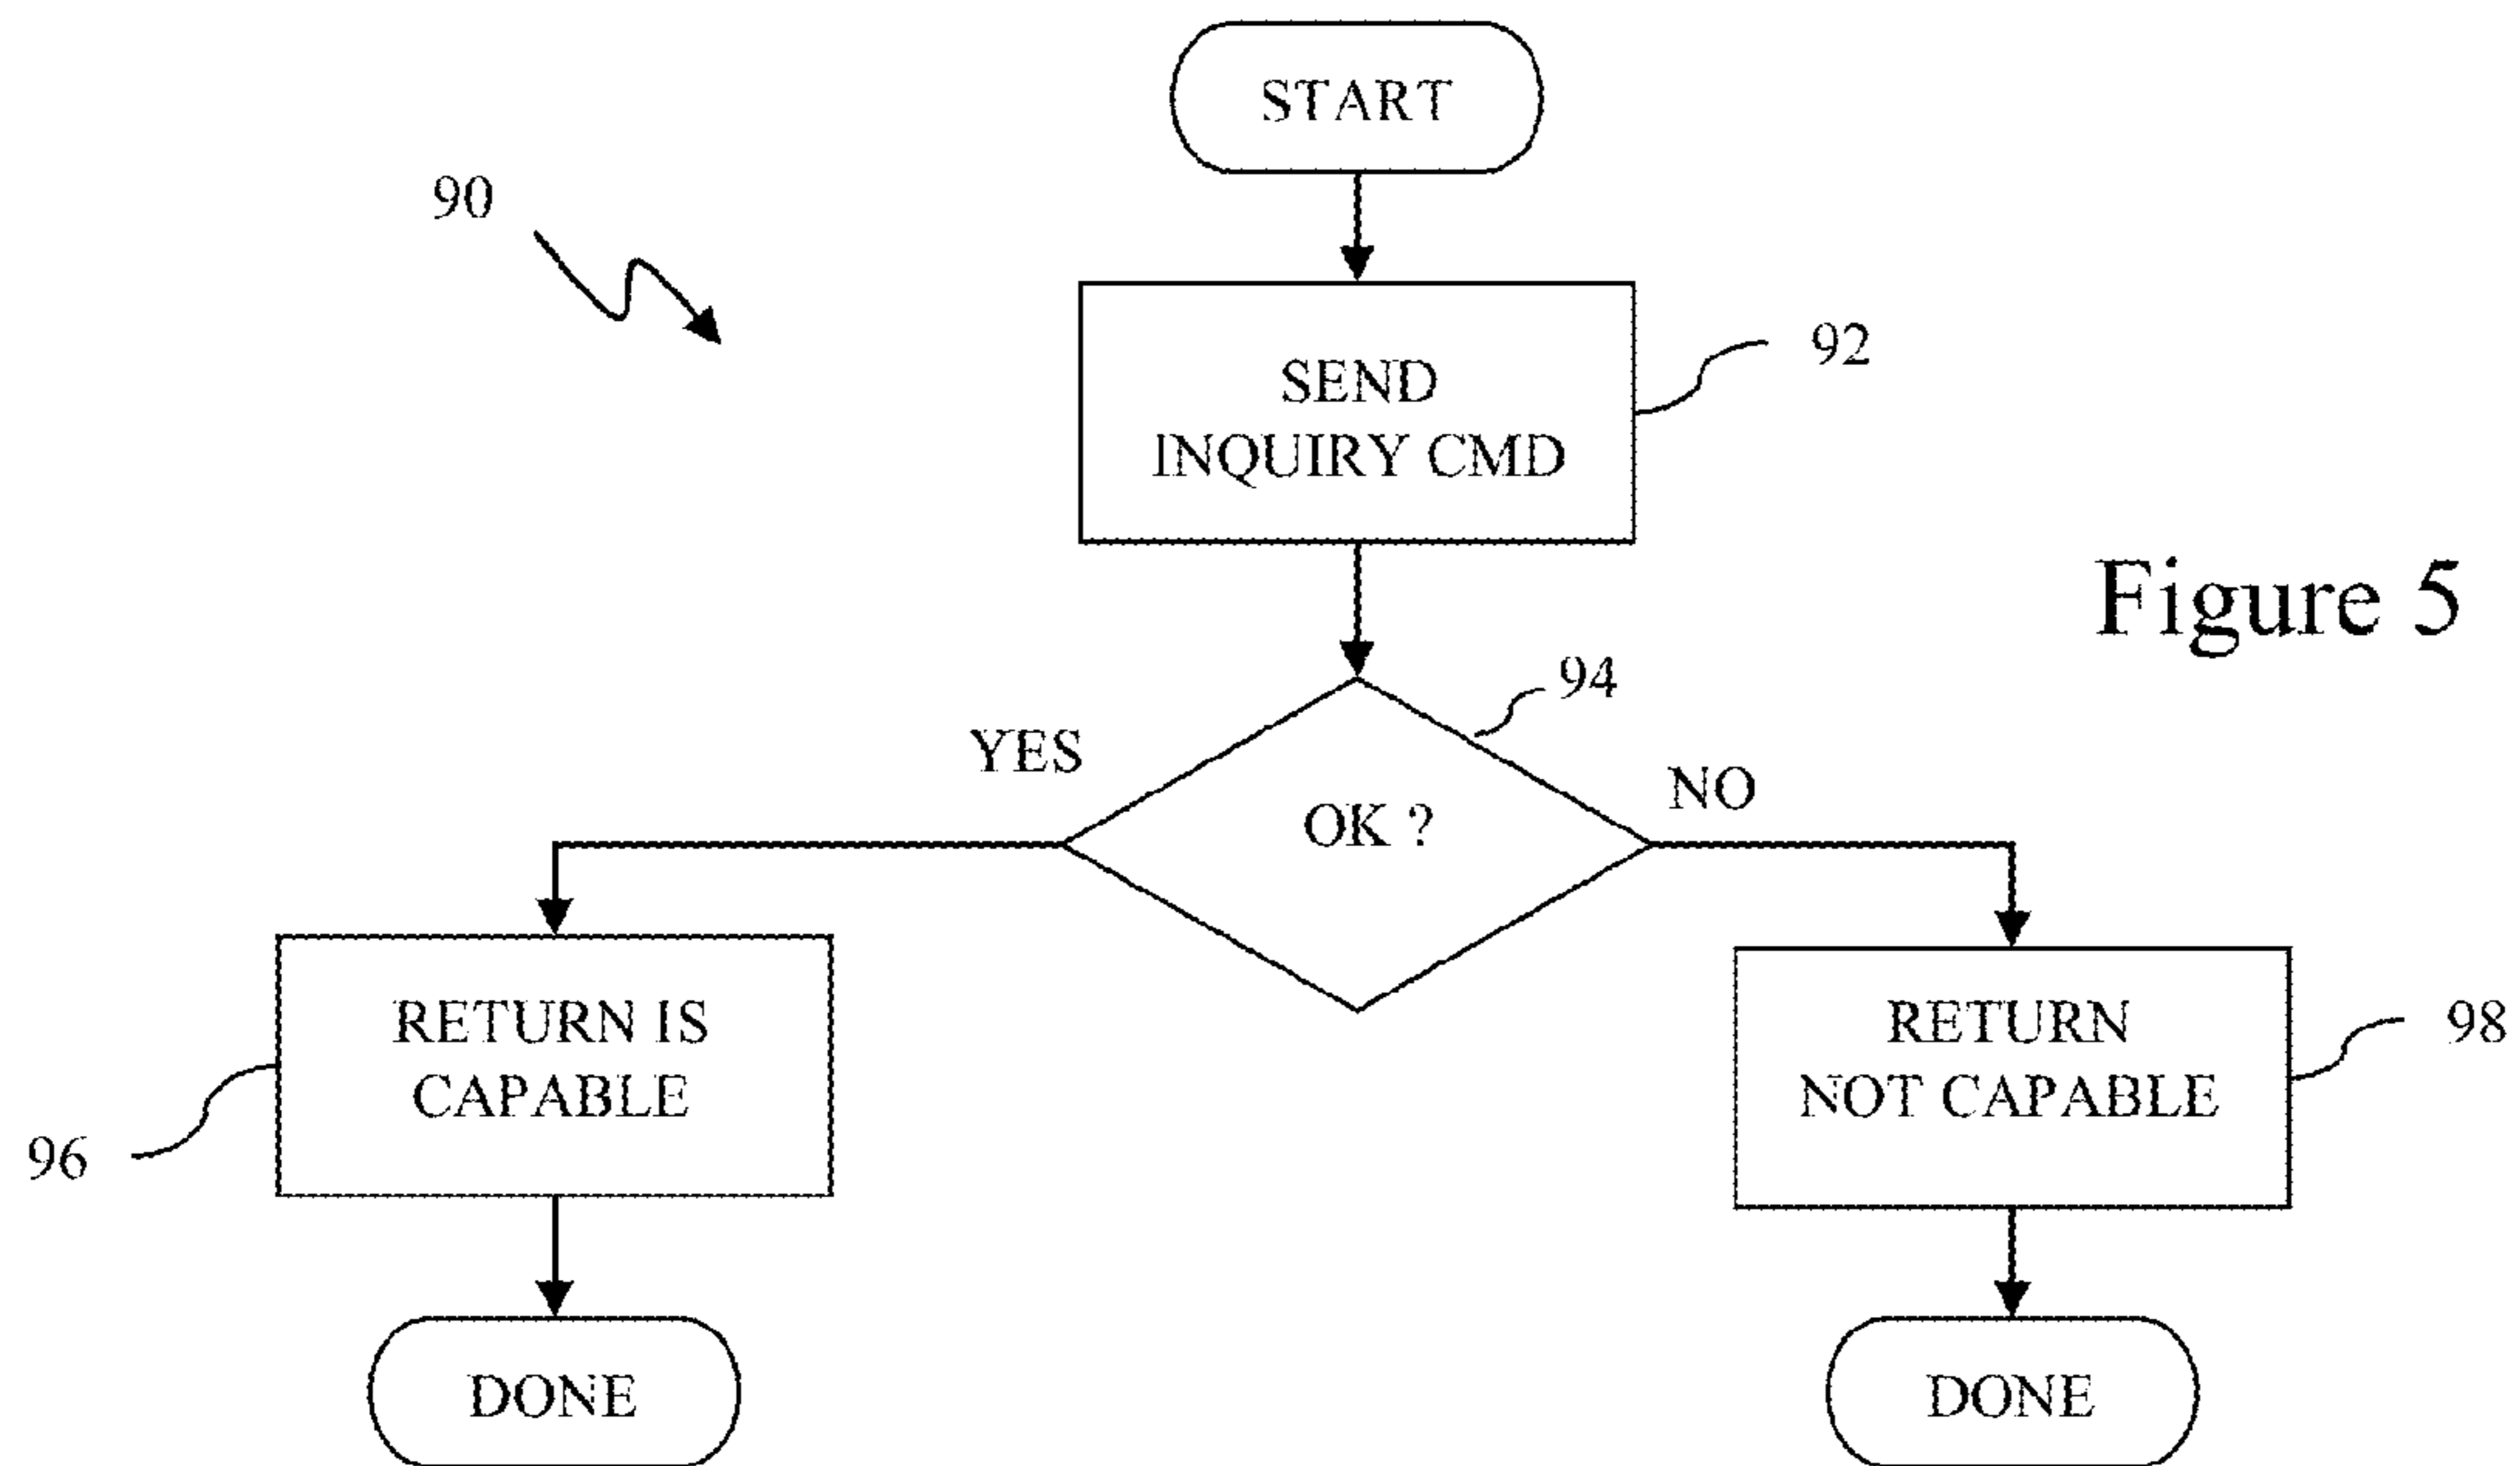 START
90
SEND
INQUIRY CMD
92
Figure 5
94
YES
NO
OK ?
RETURN IS
CAPABLE
96
RETURN
NOT CAPABLE
98
DONE
DONE